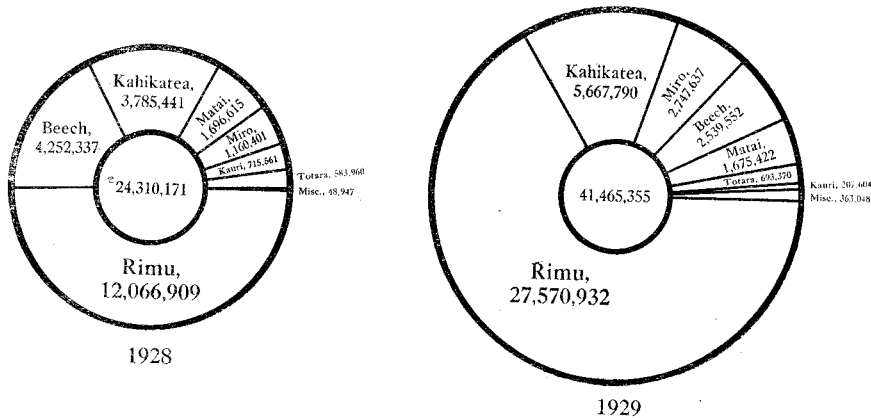 Kahikatea,
3,785,441
Matai,
1,696,615
Beech,
4,252,337
Miro,
1,160,401
Kauri, 715,561
Totara, 583,960
Misc., 48,947
24,310,171
Rimu,
12,066,909
1928
Kahikatea,
5,667,790
Miro,
2,747,637
Beech,
2,539,552
Matai,
1,675,422
Totara, 693,370
Kauri, 207,604
Misc., 363,048
41,465,355
Rimu,
27,570,932
1929